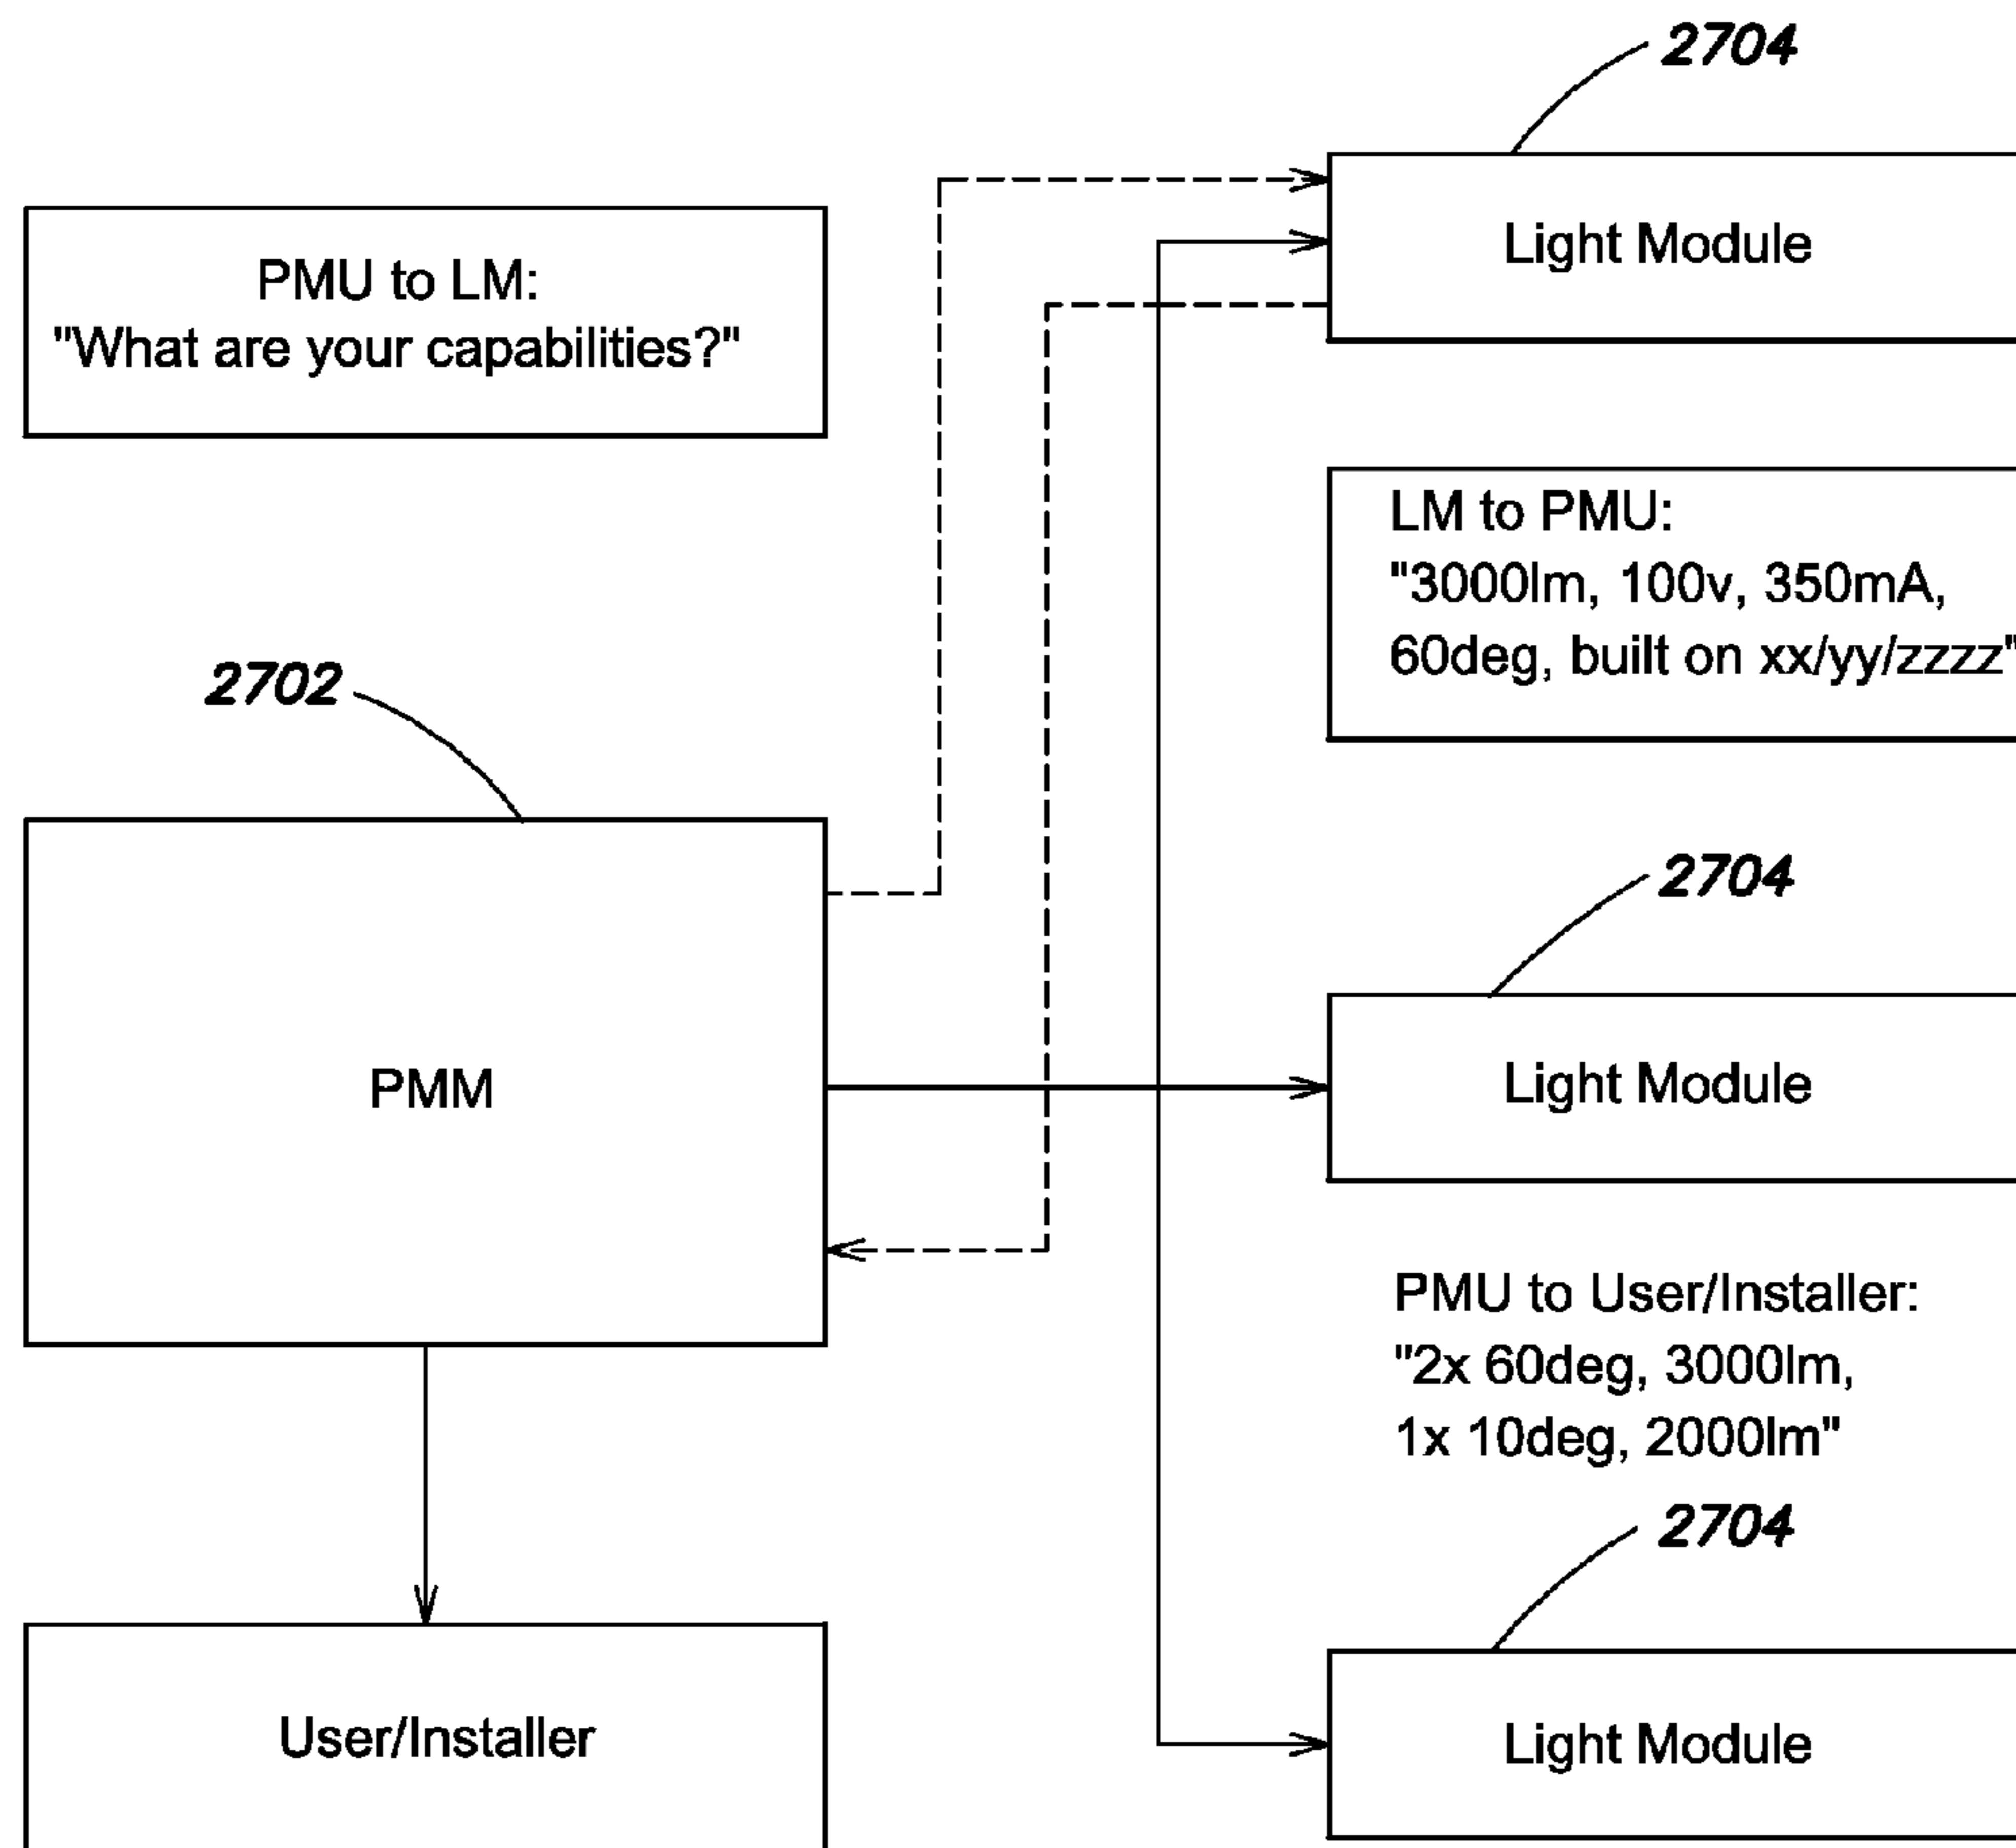 2704
PMU to LM:
"What are your capabilities?"
Light Module
LM to PMU:
"3000lm, 100v, 350mA,
60deg, built on xx/yy/zzzz"
2702
2704
PMM
Light Module
PMU to User/Installer:
"2x 60deg, 3000lm,
1x 10deg, 2000lm"
2704
User/Installer
Light Module